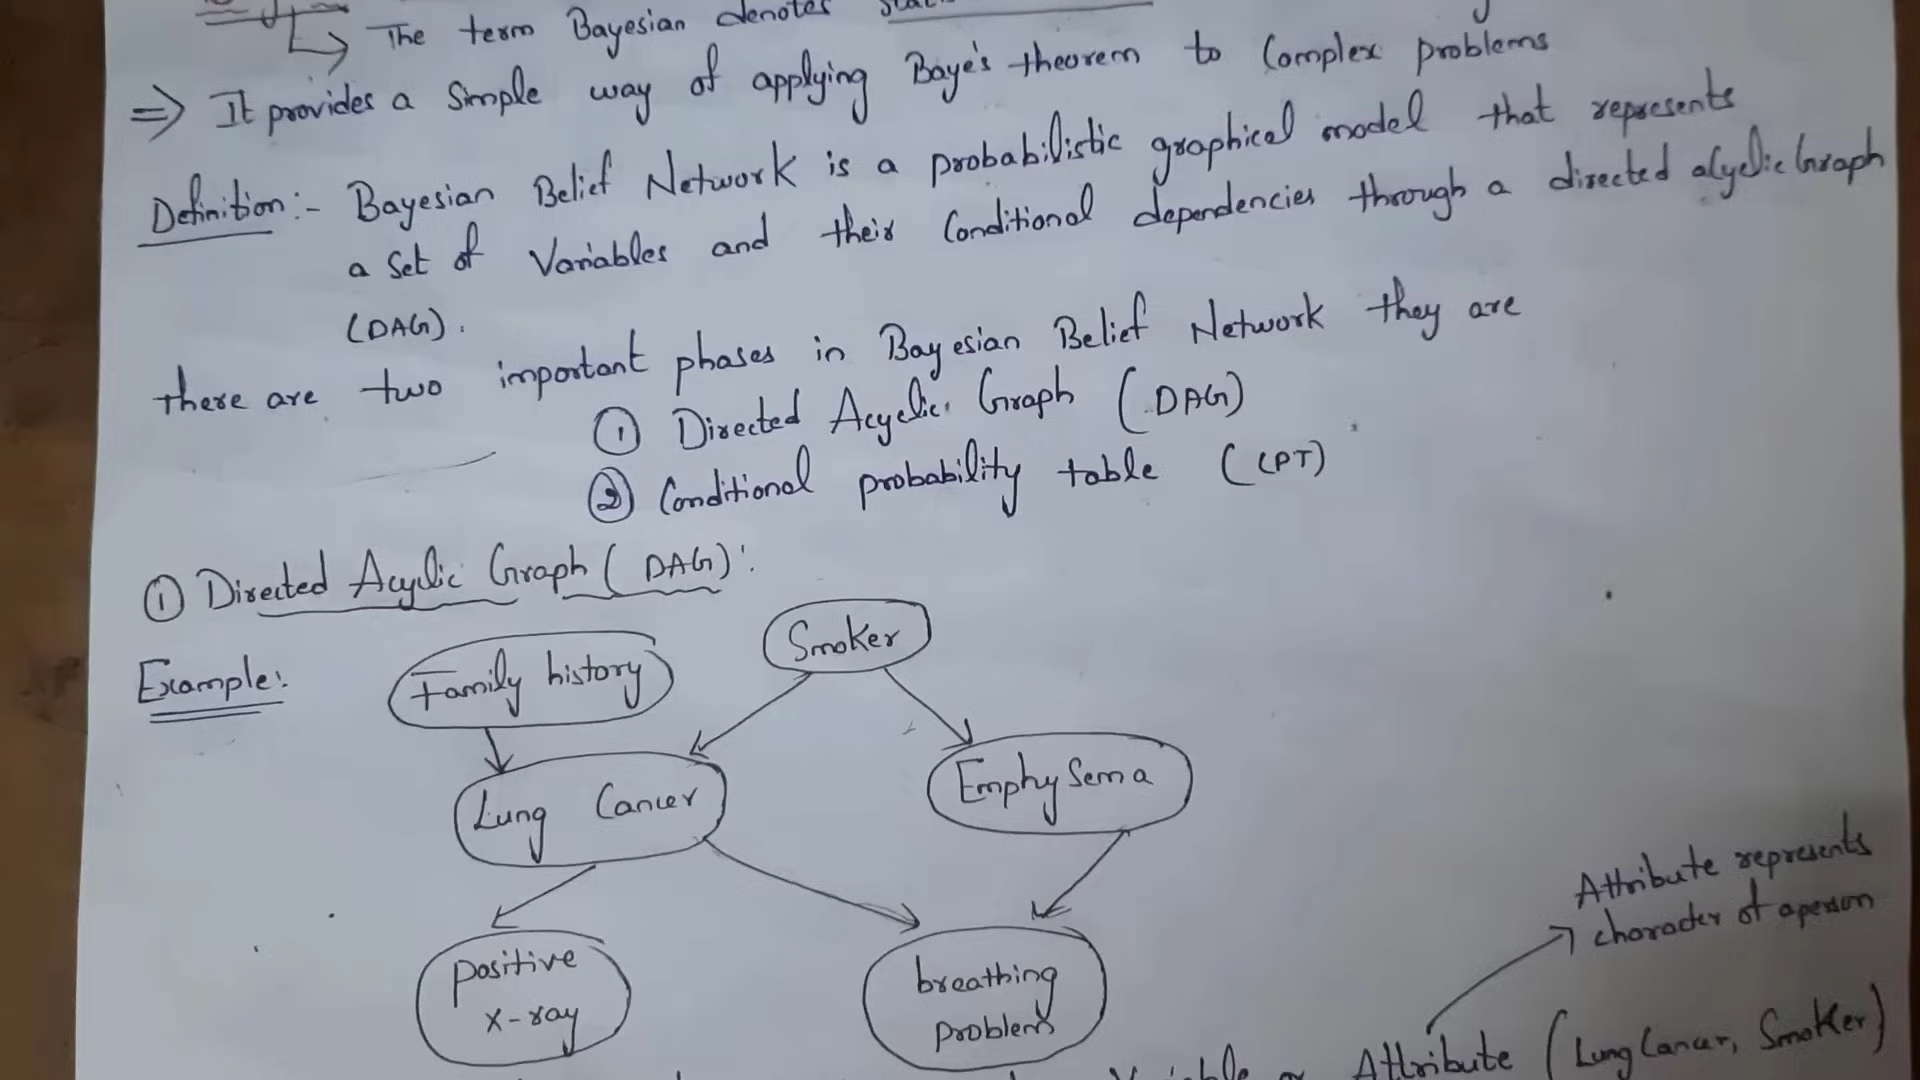 The term Bayesian denotes
⇒ It provides a Simple way of applying Baye's theorem to Complex problems
Definition:- Bayesian Belief Network is a probabilistic graphical model that represents
a set of Variables and their Conditional dependencies through a directed acyclic Graph
(DAG).
there are two important phases in Bayesian Belief Network they are
① Directed Acyclic Graph (DAG)
② Conditional probability table (CPT)
① Directed Acyclic Graph (DAG):
Example:
Family history
Smoker
Lung Cancer
Emphysema
Attribute represents
character of a person
positive
x-ray
breathing
problem
Variable or Attribute (Lung Cancer, Smoker)